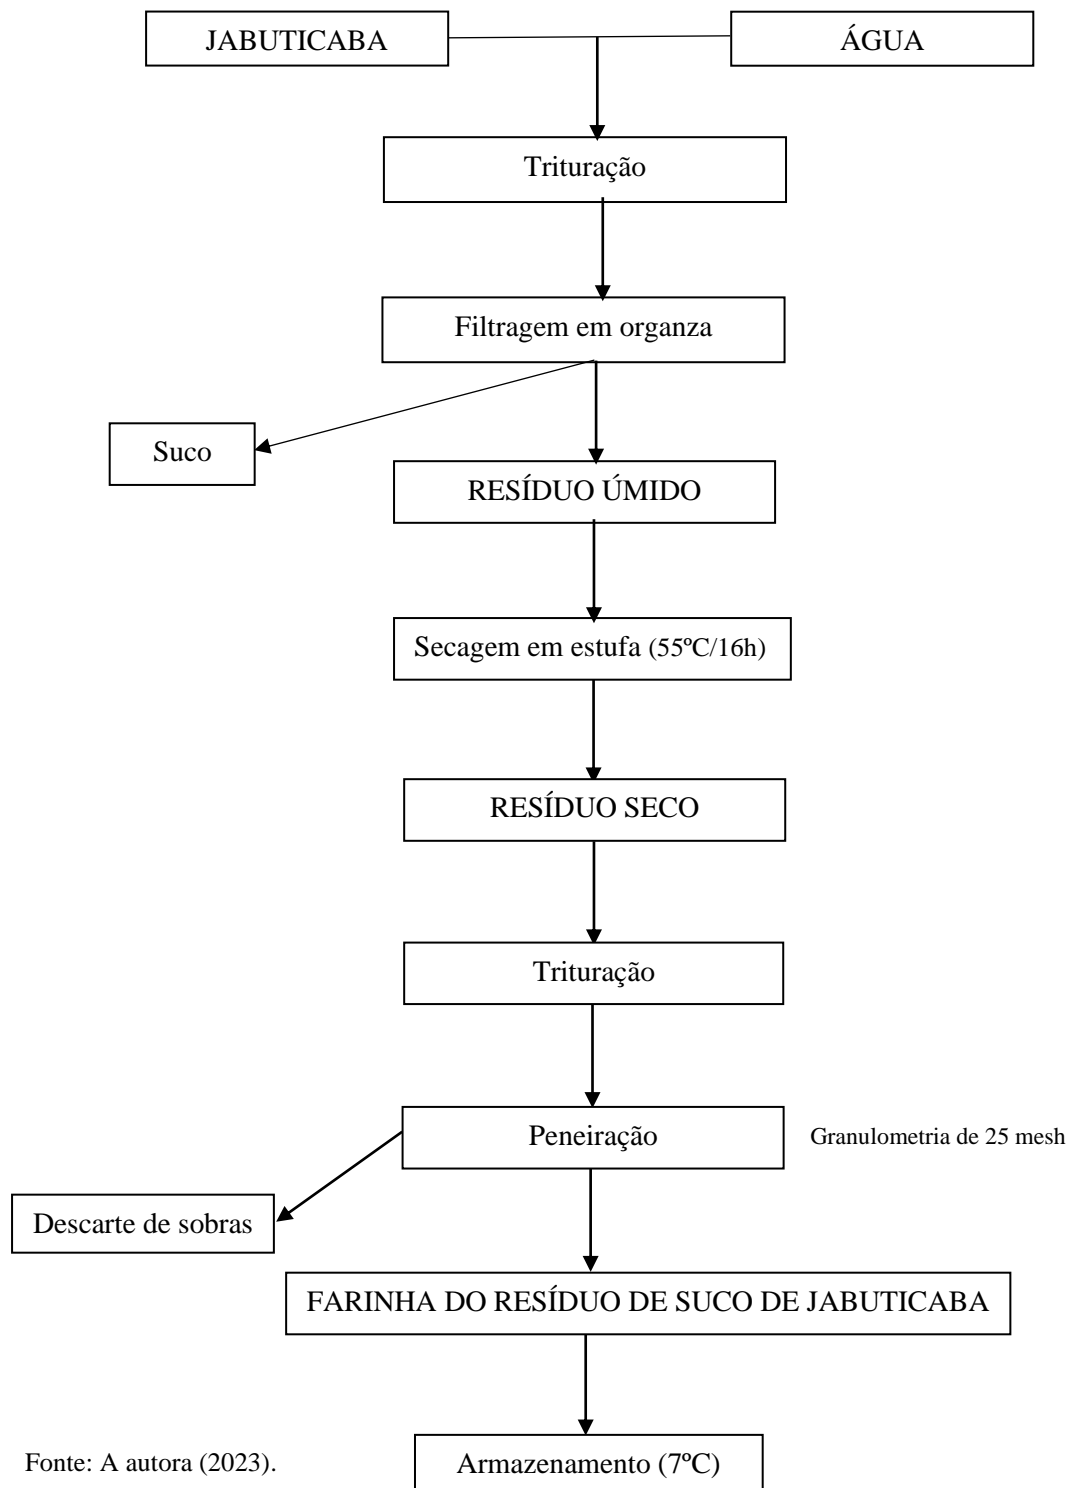 JABUTICABA
ÁGUA
Trituração
Filtragem em organza
Suco
RESÍDUO ÚMIDO
Secagem em estufa (55ºC/16h)
RESÍDUO SECO
Trituração
Peneiração
Granulometria de 25 mesh
Descarte de sobras
FARINHA DO RESÍDUO DE SUCO DE JABUTICABA
Armazenamento (7ºC)
Fonte: A autora (2023).